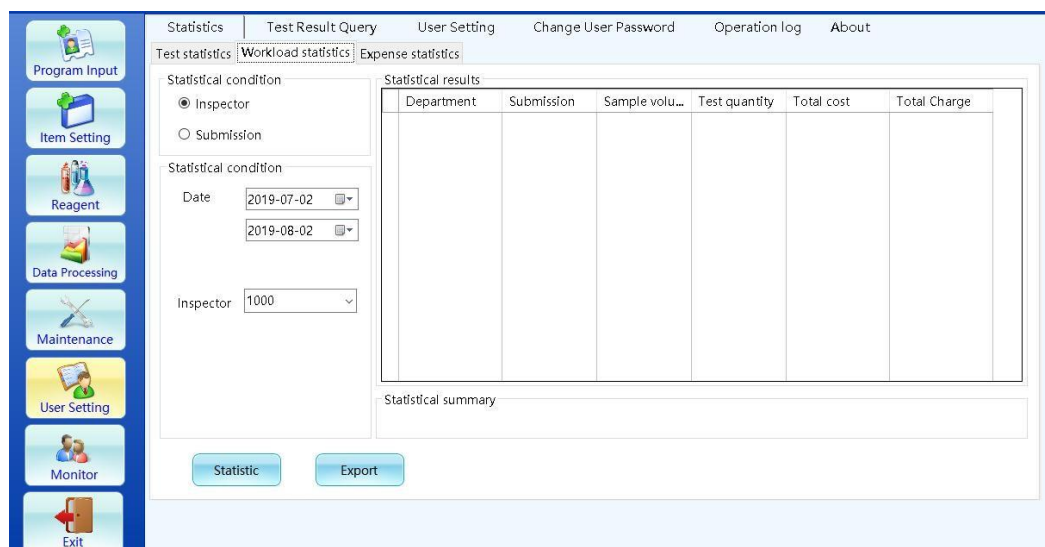 Program Input
Item Setting
Reagent
Data Processing
Maintenance
User Setting
Monitor
Exit
Statistics Test Result Query User Setting Change User Password Operation log About
Test statistics Workload statistics Expense statistics
Statistical condition
Inspector
Submission
Statistical condition
Date 2019-07-02
2019-08-02
Inspector 1000
Statistical results
Department Submission Sample volu... Test quantity Total cost Total Charge
Statistical summary
Statistic Export